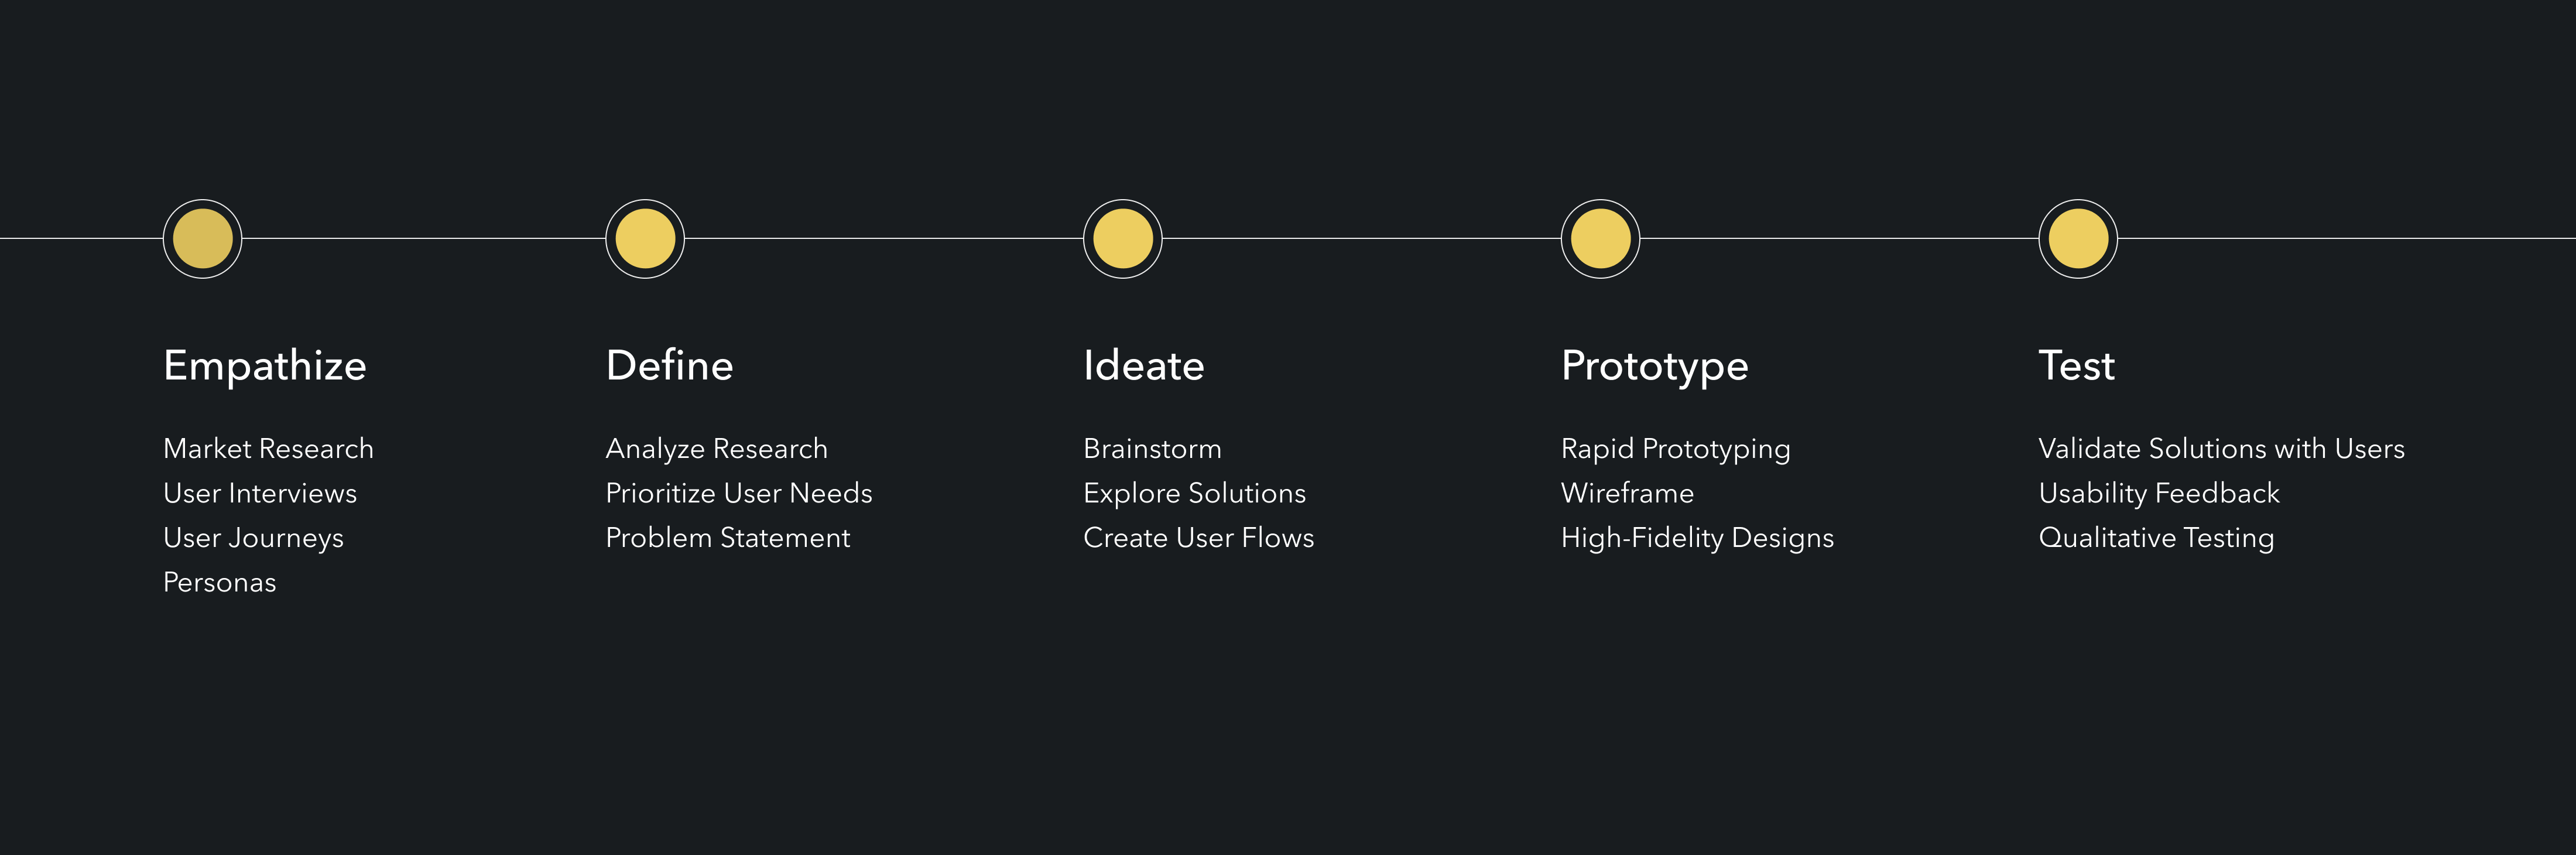 Empathize
Market Research
User Interviews
User Journeys
Personas
Define
Analyze Research
Prioritize User Needs
Problem Statement
Ideate
Brainstorm
Explore Solutions
Create User Flows
Prototype
Rapid Prototyping
Wireframe
High-Fidelity Designs
Test
Validate Solutions with Users
Usability Feedback
Qualitative Testing